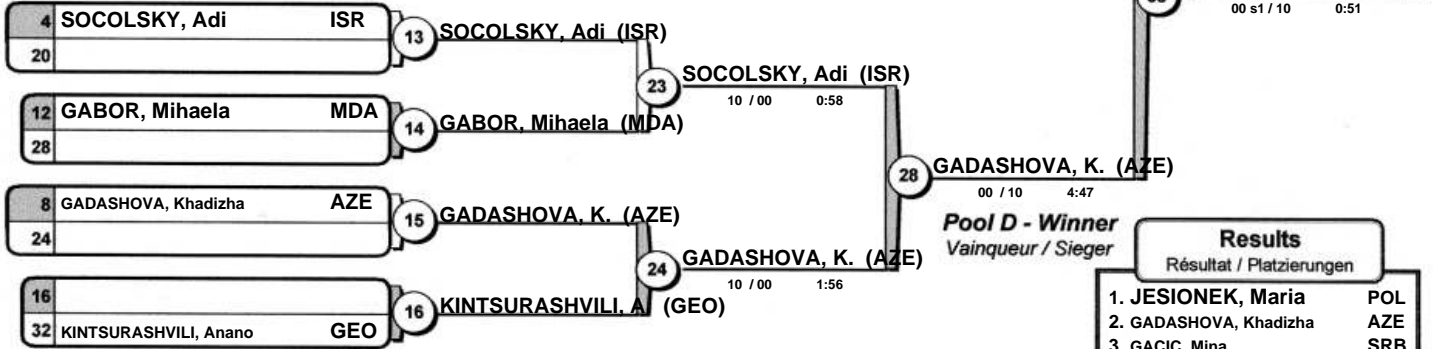 00 s1 / 10 0:51
4 SOCOLSKY, Adi ISR
20
13 SOCOLSKY, Adi (ISR)
23 SOCOLSKY, Adi (ISR)
10 / 00 0:58
12 GABOR, Mihaela MDA
28
14 GABOR, Mihaela (MDA)
28 GADASHOVA, K. (AZE)
00 / 10 4:47
8 GADASHOVA, Khadizha AZE
24
15 GADASHOVA, K. (AZE)
24 GADASHOVA, K. (AZE)
10 / 00 1:56
16
32 KINTSURASHVILI, Anano GEO
16 KINTSURASHVILI, A (GEO)
Pool D - Winner
Vainqueur / Sieger
Results
Résultat / Platzierungen
1. JESIONEK, Maria POL
2. GADASHOVA, Khadizha AZE
3. GACIC, Mina SRB